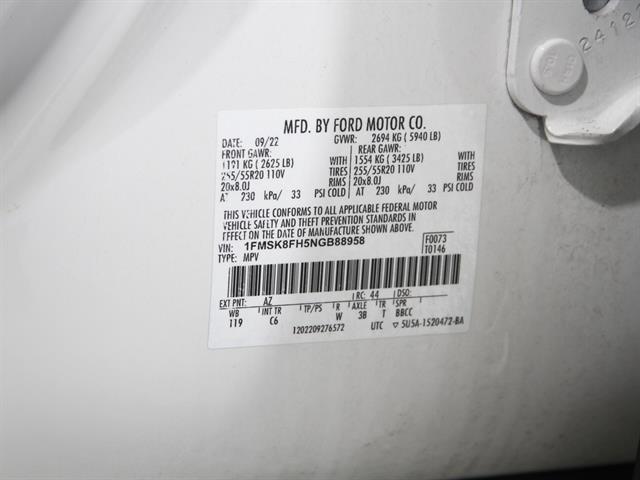 MFD. BY FORD MOTOR CO.
DATE: 09/22 GVWR: 2694 KG ( 5940 LB)
FRONT GAWR: REAR GAWR:
1191 KG ( 2625 LB) WITH 1554 KG ( 3425 LB) WITH
255/55R20 110V TIRES 255/55R20 110V TIRES
20x8.0J RIMS 20x8.0J RIMS
AT 230 kPa/ 33 PSI COLD AT 230 kPa/ 33 PSI COLD
THIS VEHICLE CONFORMS TO ALL APPLICABLE FEDERAL MOTOR
VEHICLE SAFETY AND THEFT PREVENTION STANDARDS IN
EFFECT ON THE DATE OF MANUFACTURE SHOWN ABOVE.
VIN: 1FMSK8FH5NGB88958 F0073
TYPE: MPV T0146
EXT PNT: AZ RC: 44 DSO:
WB INT TR TP/PS R AXLE TR SPR
119 C6 W 3B T BBCC
1202209276572 UTC ▽ 5U5A-1520472-BA